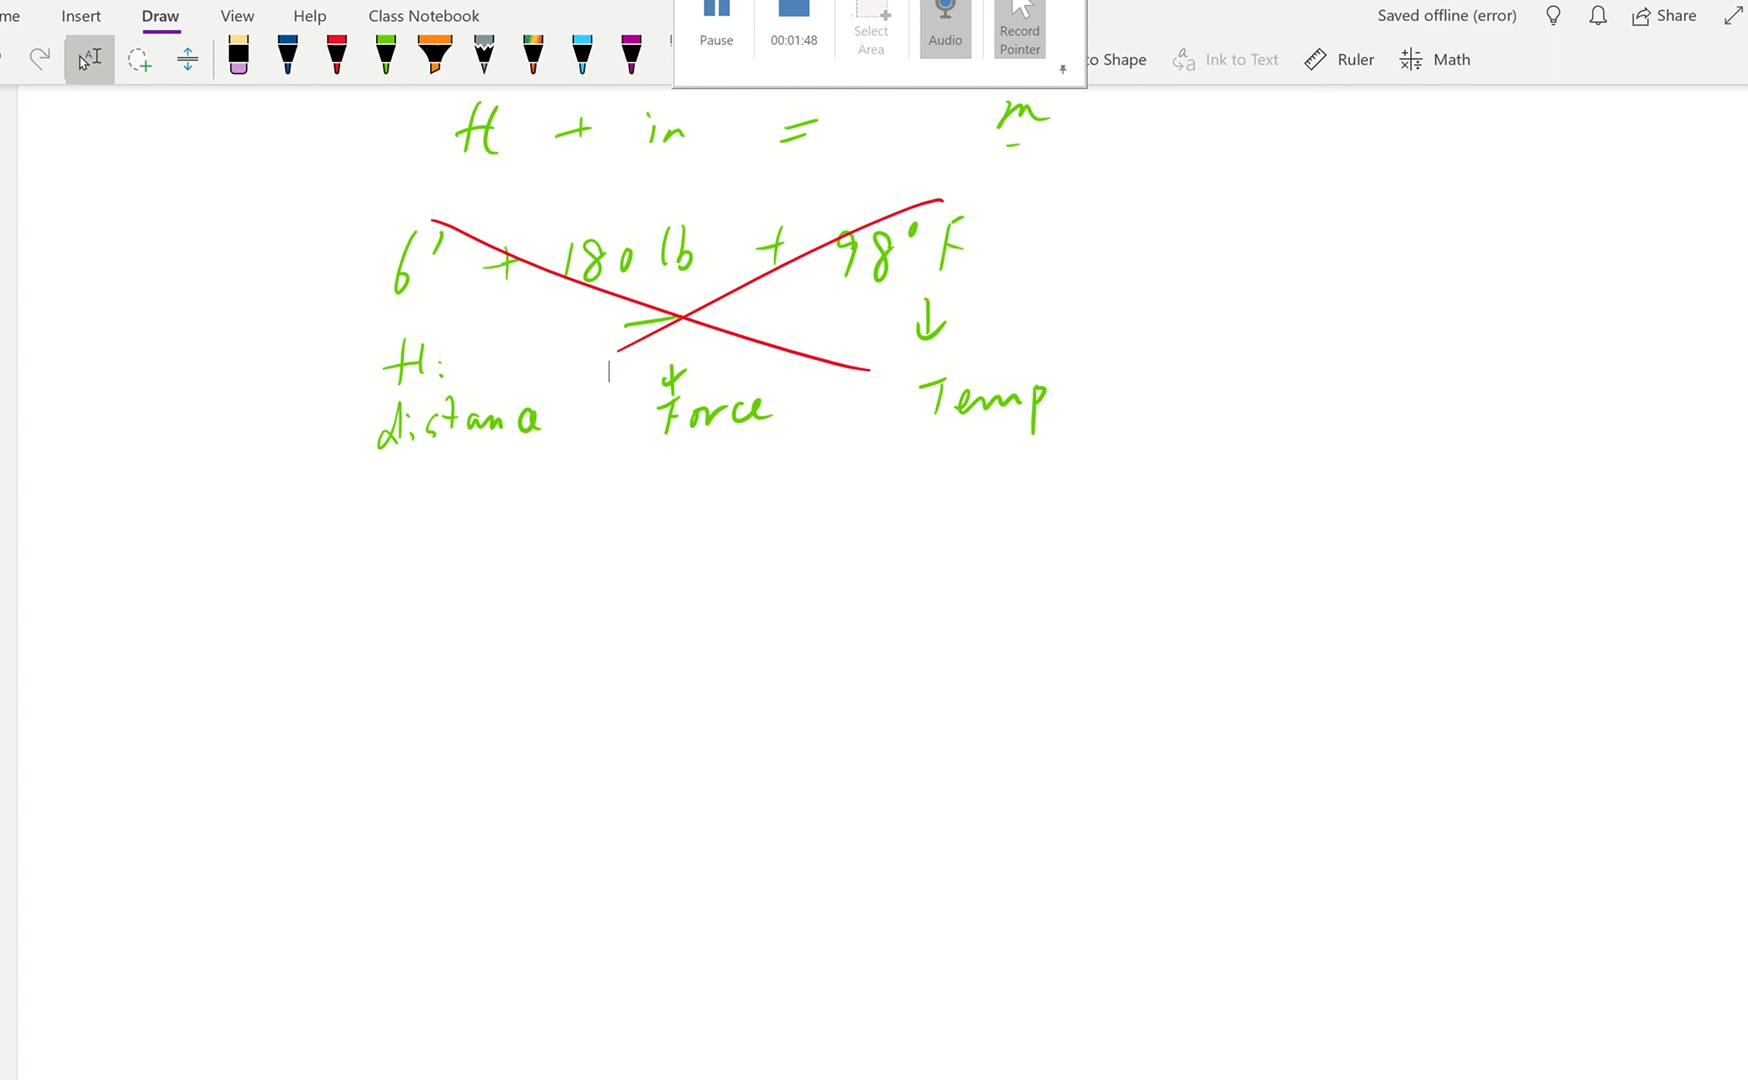 me Insert Draw View Help Class Notebook Saved offline (error) Share
Pause 00:01:48 Select Area Audio Record Pointer
to Shape Ink to Text Ruler Math
ft + in = m
6' + 180 lb + 98° F
ft: 
distance Force Temp